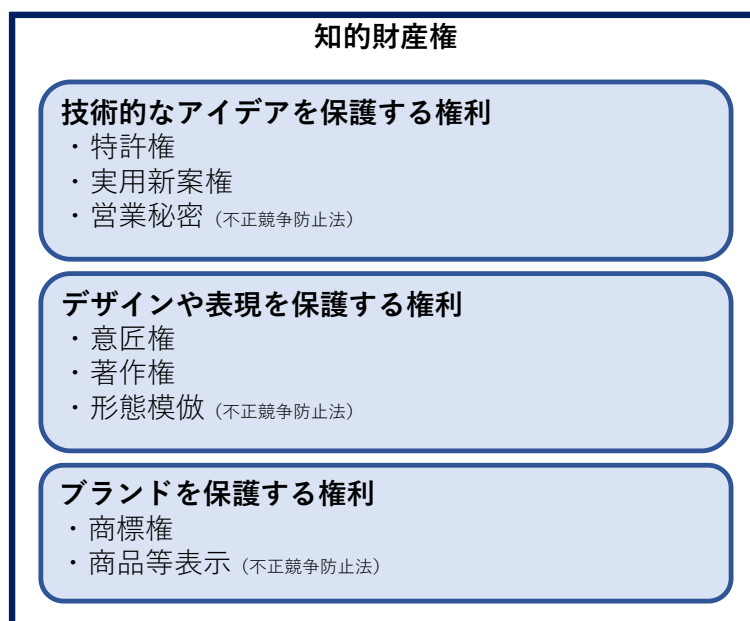 知的財産権
技術的なアイデアを保護する権利
・特許権
・実用新案権
・営業秘密（不正競争防止法）
デザインや表現を保護する権利
・意匠権
・著作権
・形態模倣（不正競争防止法）
ブランドを保護する権利
・商標権
・商品等表示（不正競争防止法）